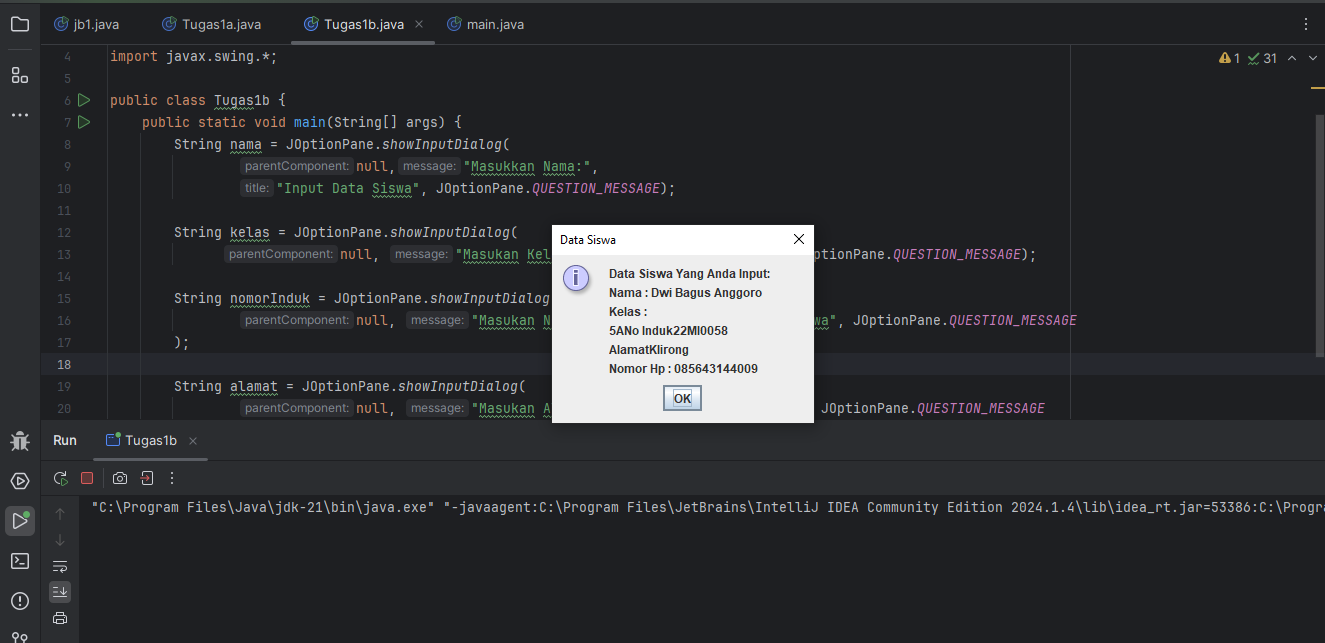 jb1.java Tugas1a.java Tugas1b.java main.java
4 import javax.swing.*;
1 31
5
6 public class Tugas1b {
7 public static void main(String[] args) {
8 String nama = JOptionPane.showInputDialog(
9 parentComponent: null, message: "Masukkan Nama:",
10 title: "Input Data Siswa", JOptionPane.QUESTION_MESSAGE);
11
12 String kelas = JOptionPane.showInputDialog(
13 parentComponent: null, message: "Masukan Kel ptionPane.QUESTION_MESSAGE);
14
15 String nomorInduk = JOptionPane.showInputDialog
16 parentComponent: null, message: "Masukan N wa", JOptionPane.QUESTION_MESSAGE
17 );
18
19 String alamat = JOptionPane.showInputDialog(
20 parentComponent: null, message: "Masukan A JOptionPane.QUESTION_MESSAGE
Data Siswa
Data Siswa Yang Anda Input:
Nama : Dwi Bagus Anggoro
Kelas :
5ANo Induk22MI0058
AlamatKlirong
Nomor Hp : 085643144009
OK
Run Tugas1b
"C:\Program Files\Java\jdk-21\bin\java.exe" "-javaagent:C:\Program Files\JetBrains\IntelliJ IDEA Community Edition 2024.1.4\lib\idea_rt.jar=53386:C:\Progra